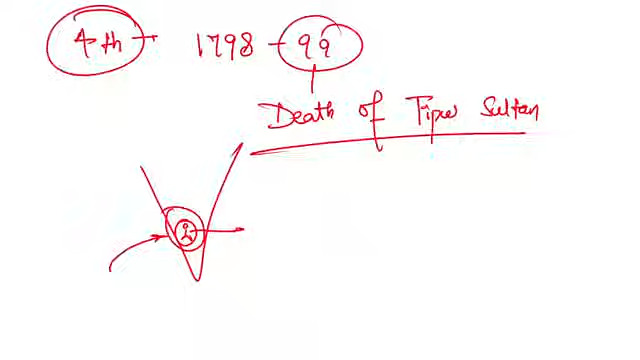 4th → 1798 - 99
Death of Tipu Sultan